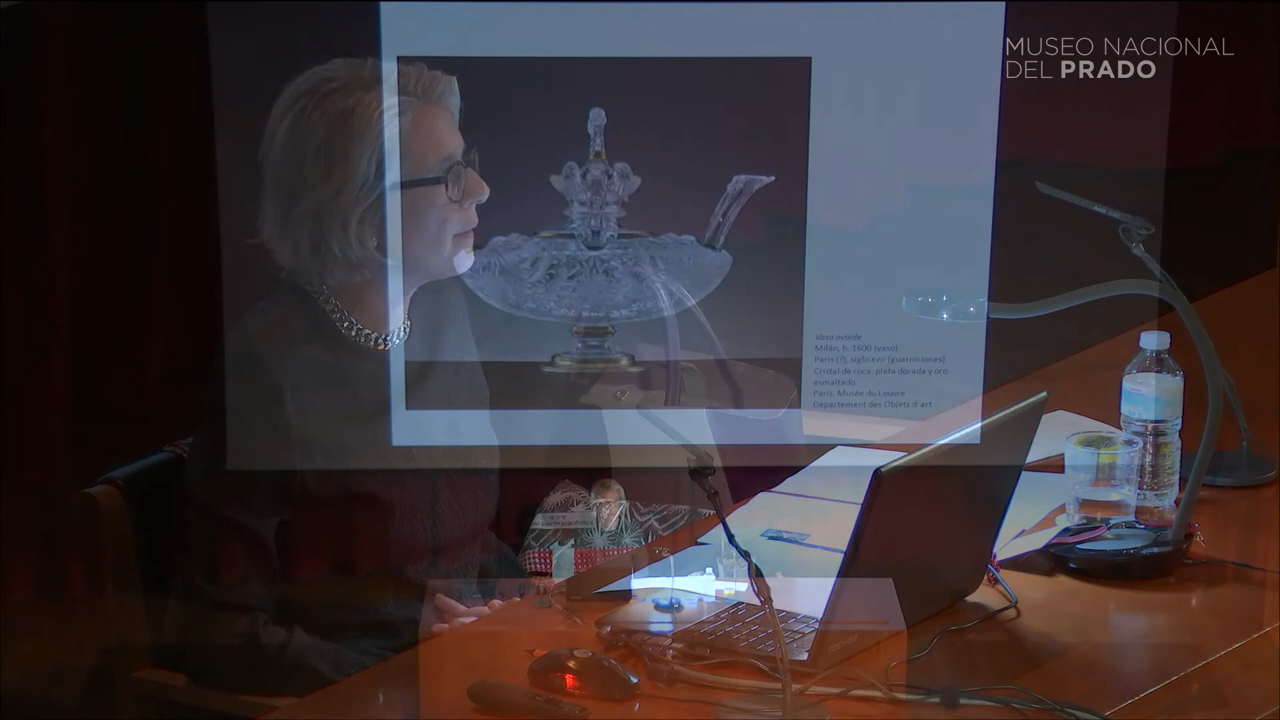 MUSEO NACIONAL
DEL PRADO
Vaso ovoide
Milán, h. 1600 (vaso)
París (?), siglo XVII (guarniciones)
Cristal de roca, plata dorada y oro
esmaltado
París, Musée du Louvre
Département des Objets d'art